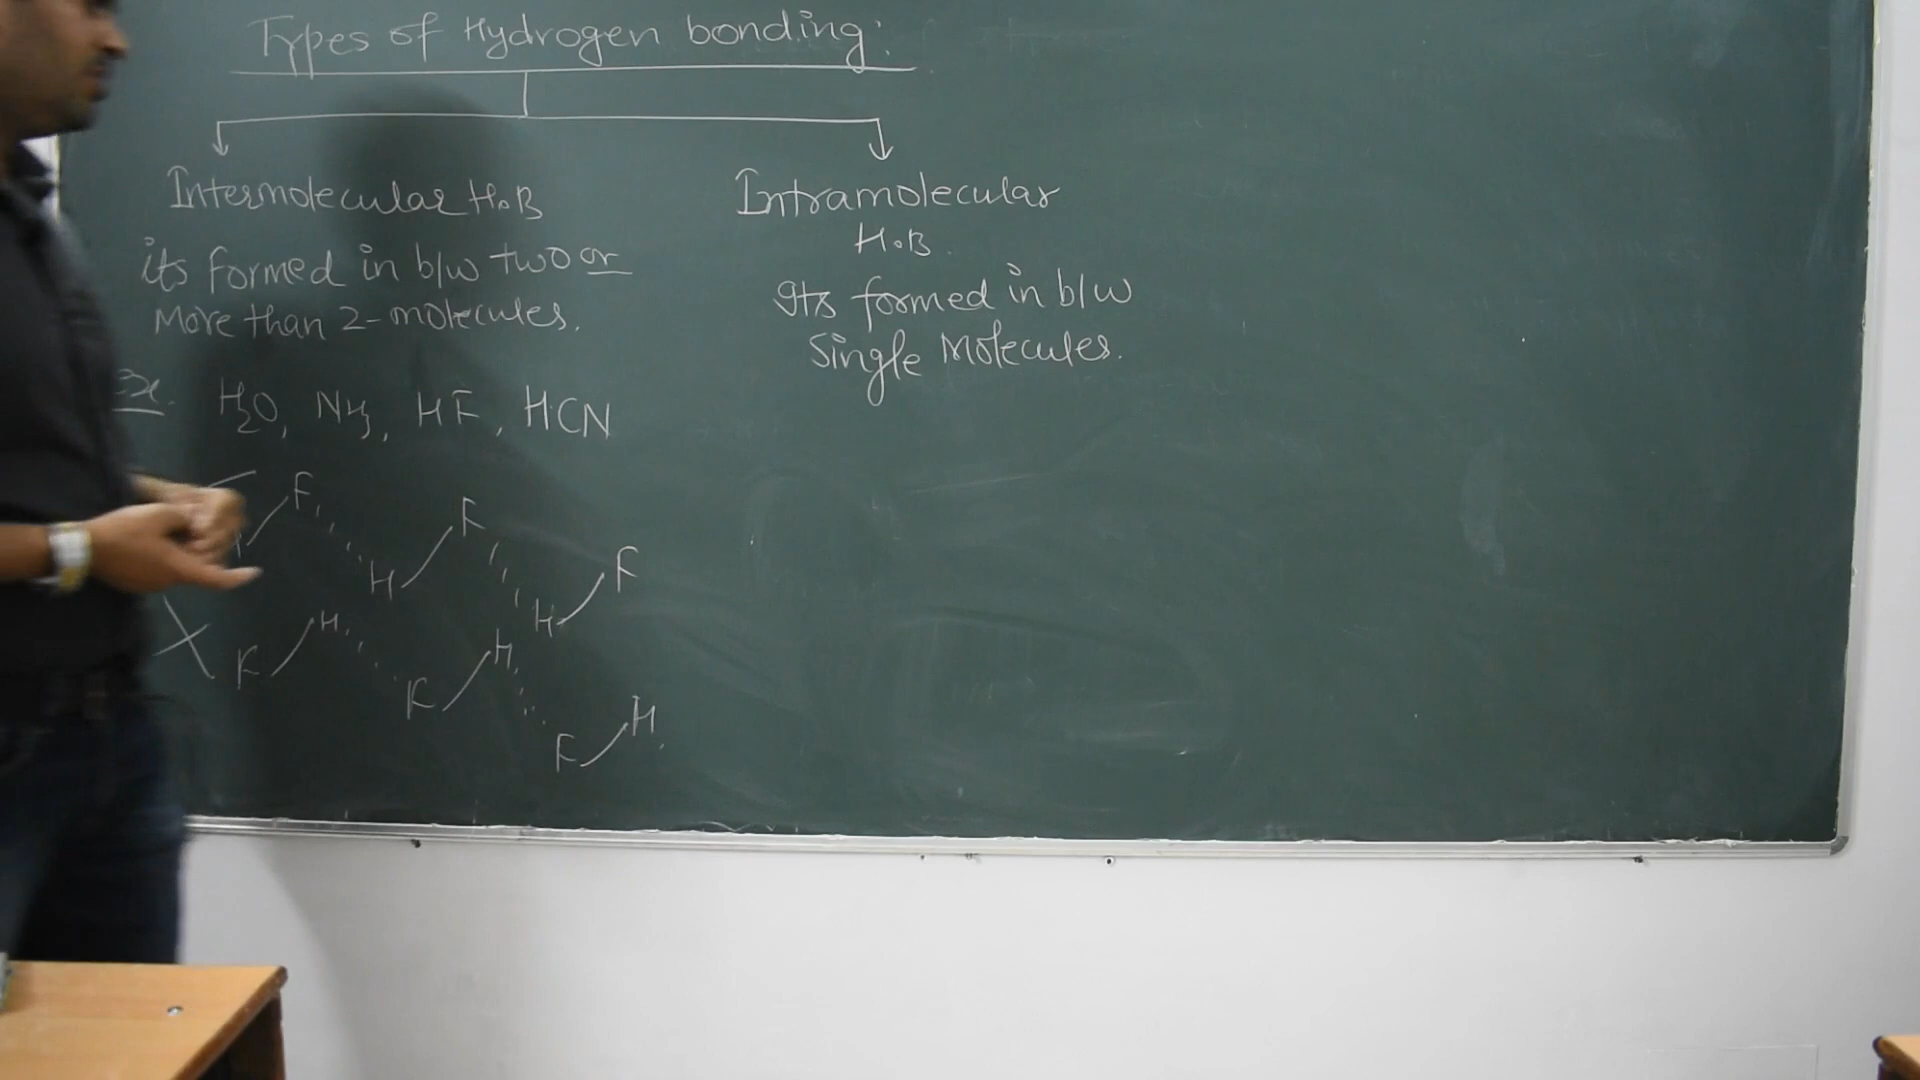 Types of Hydrogen bonding:
Intermolecular H.B
its formed in b/w two or
More than 2-molecules.
Ex. H2O, NH3, HF, HCN
F H F H F
F H F H F H
Intramolecular
H.B.
Its formed in b/w
Single Molecules.